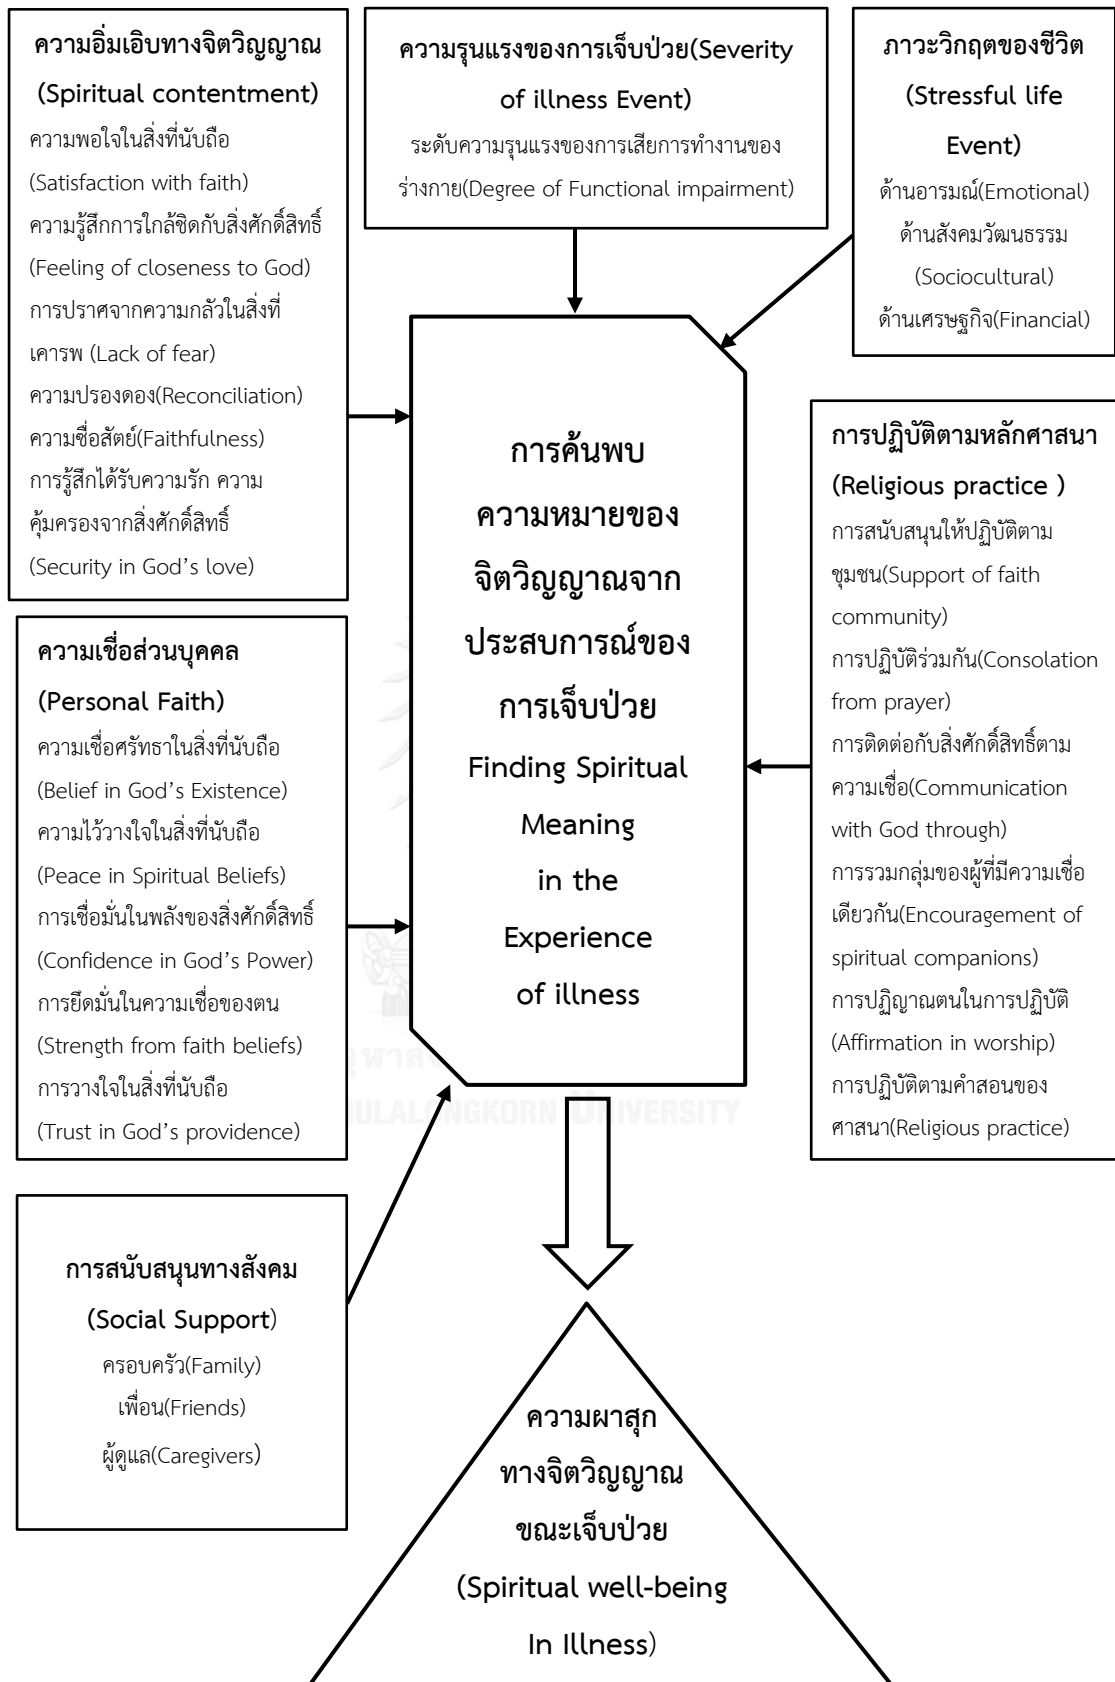 ความอิ่มเอิบทางจิตวิญญาณ
(Spiritual contentment)
ความพอใจในสิ่งที่นับถือ
(Satisfaction with faith)
ความรู้สึกการใกล้ชิดกับสิ่งศักดิ์สิทธิ์
(Feeling of closeness to God)
การปราศจากความกลัวในสิ่งที่
เคารพ (Lack of fear)
ความปรองดอง(Reconciliation)
ความซื่อสัตย์(Faithfulness)
การรู้สึกได้รับความรัก ความ
คุ้มครองจากสิ่งศักดิ์สิทธิ์
(Security in God’s love)
ความรุนแรงของการเจ็บป่วย(Severity
of illness Event)
ระดับความรุนแรงของการเสียการทำงานของ
ร่างกาย(Degree of Functional impairment)
ภาวะวิกฤตของชีวิต
(Stressful life
Event)
ด้านอารมณ์(Emotional)
ด้านสังคมวัฒนธรรม
(Sociocultural)
ด้านเศรษฐกิจ(Financial)
การค้นพบ
ความหมายของ
จิตวิญญาณจาก
ประสบการณ์ของ
การเจ็บป่วย
Finding Spiritual
Meaning
in the
Experience
of illness
การปฏิบัติตามหลักศาสนา
(Religious practice )
การสนับสนุนให้ปฏิบัติตาม
ชุมชน(Support of faith
community)
การปฏิบัติร่วมกัน(Consolation
from prayer)
การติดต่อกับสิ่งศักดิ์สิทธิ์ตาม
ความเชื่อ(Communication
with God through)
การรวมกลุ่มของผู้ที่มีความเชื่อ
เดียวกัน(Encouragement of
spiritual companions)
การปฏิญาณตนในการปฏิบัติ
(Affirmation in worship)
การปฏิบัติตามคำสอนของ
ศาสนา(Religious practice)
ความเชื่อส่วนบุคคล
(Personal Faith)
ความเชื่อศรัทธาในสิ่งที่นับถือ
(Belief in God’s Existence)
ความไว้วางใจในสิ่งที่นับถือ
(Peace in Spiritual Beliefs)
การเชื่อมั่นในพลังของสิ่งศักดิ์สิทธิ์
(Confidence in God’s Power)
การยึดมั่นในความเชื่อของตน
(Strength from faith beliefs)
การวางใจในสิ่งที่นับถือ
(Trust in God’s providence)
การสนับสนุนทางสังคม
(Social Support)
ครอบครัว(Family)
เพื่อน(Friends)
ผู้ดูแล(Caregivers)
ความผาสุก
ทางจิตวิญญาณ
ขณะเจ็บป่วย
(Spiritual well-being
In Illness)
UNIVERSITY